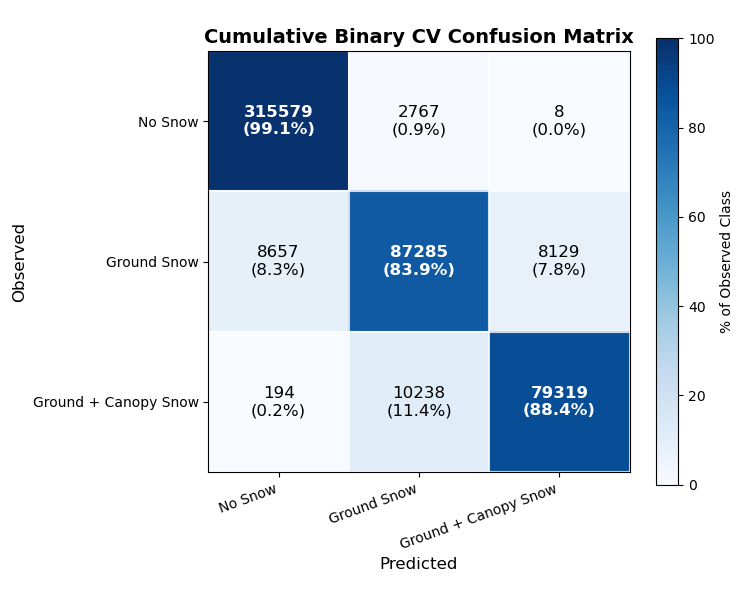 Cumulative Binary CV Confusion Matrix
100
No Snow
315579
(99.1%)
2767
(0.9%)
8
(0.0%)
80
Ground Snow
8657
(8.3%)
87285
(83.9%)
8129
(7.8%)
60
Observed
% of Observed Class
40
Ground + Canopy Snow
194
(0.2%)
10238
(11.4%)
79319
(88.4%)
20
0
No Snow
Ground Snow
Ground + Canopy Snow
Predicted